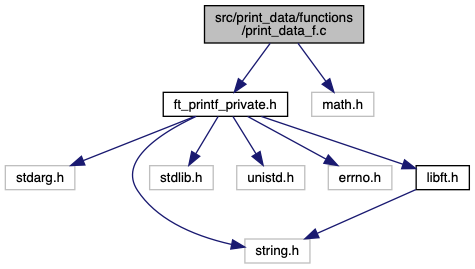 src/print_data/functions
/print_data_f.c
ft_printf_private.h
math.h
stdarg.h
stdlib.h
unistd.h
errno.h
libft.h
string.h